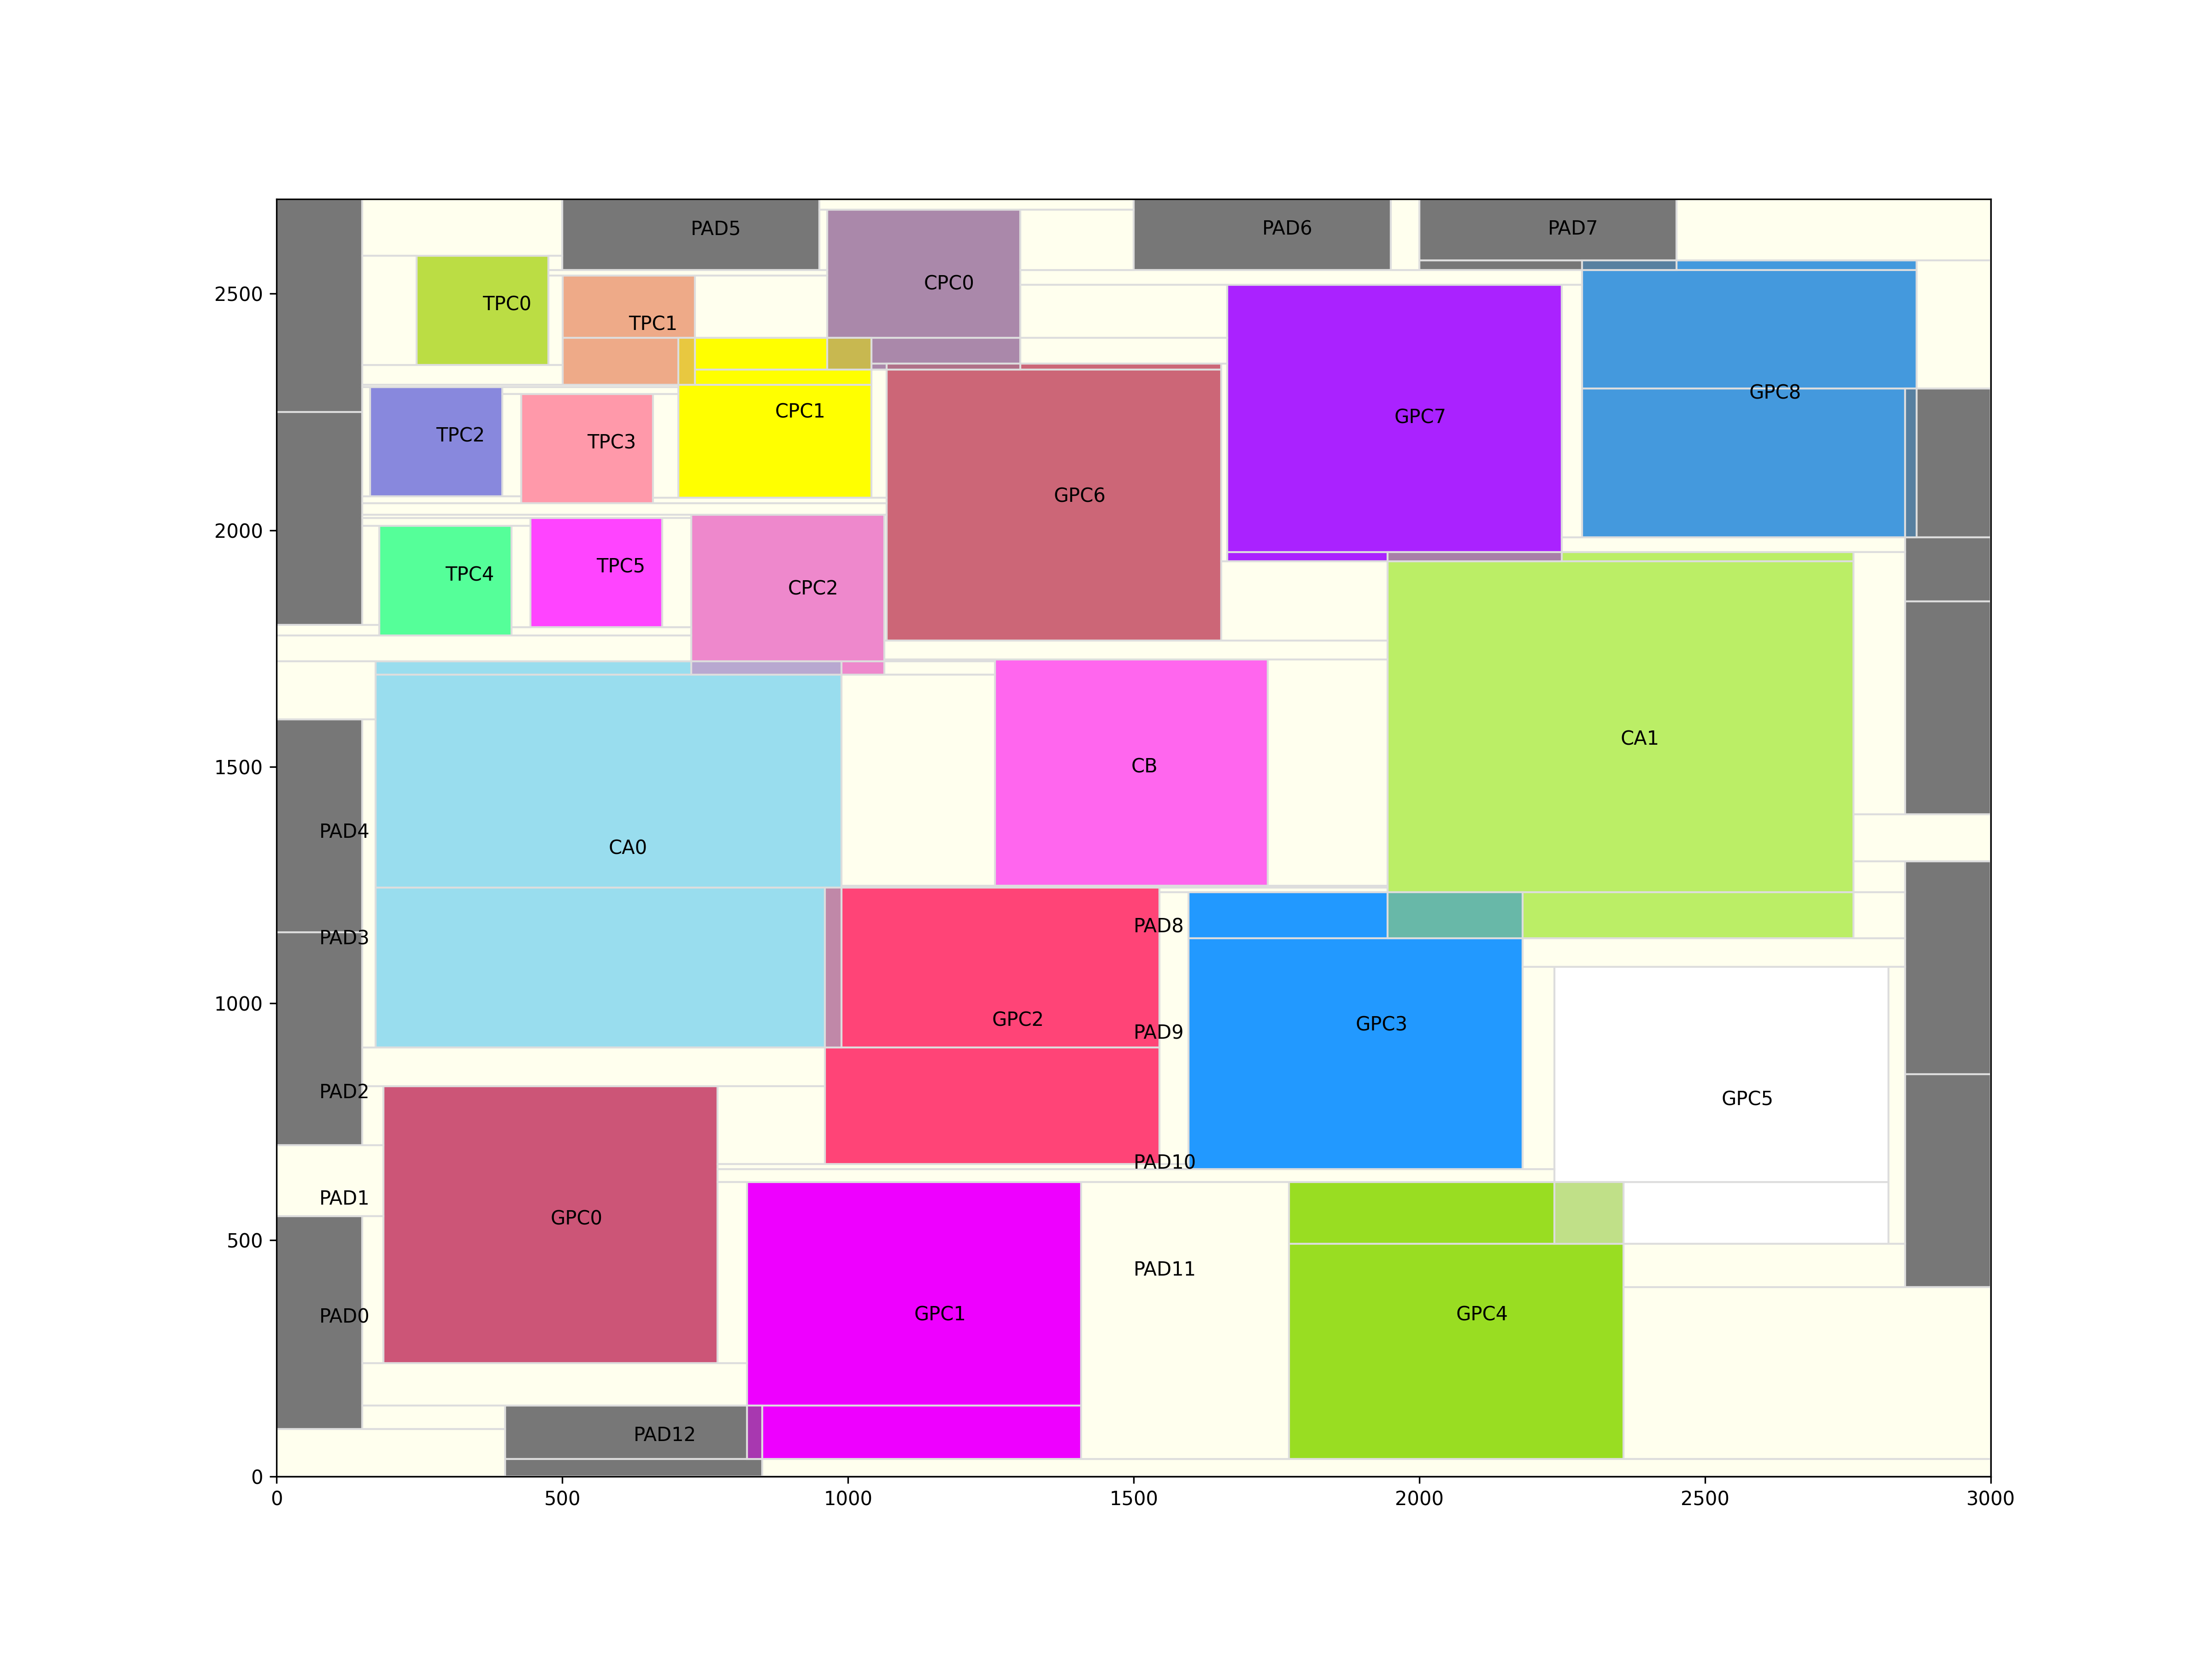 PAD5
PAD6
PAD7
CPC0
2500
TPC0
TPC1
GPC8
CPC1
GPC7
TPC2
TPC3
GPC6
2000
TPC4
TPC5
CPC2
1500
CB
CA1
PAD4
CA0
PAD3
PAD8
1000
GPC2
PAD9
GPC3
PAD2
GPC5
PAD1
GPC0
PAD10
500
PAD11
PAD0
GPC1
GPC4
PAD12
0
0 500 1000 1500 2000 2500 3000